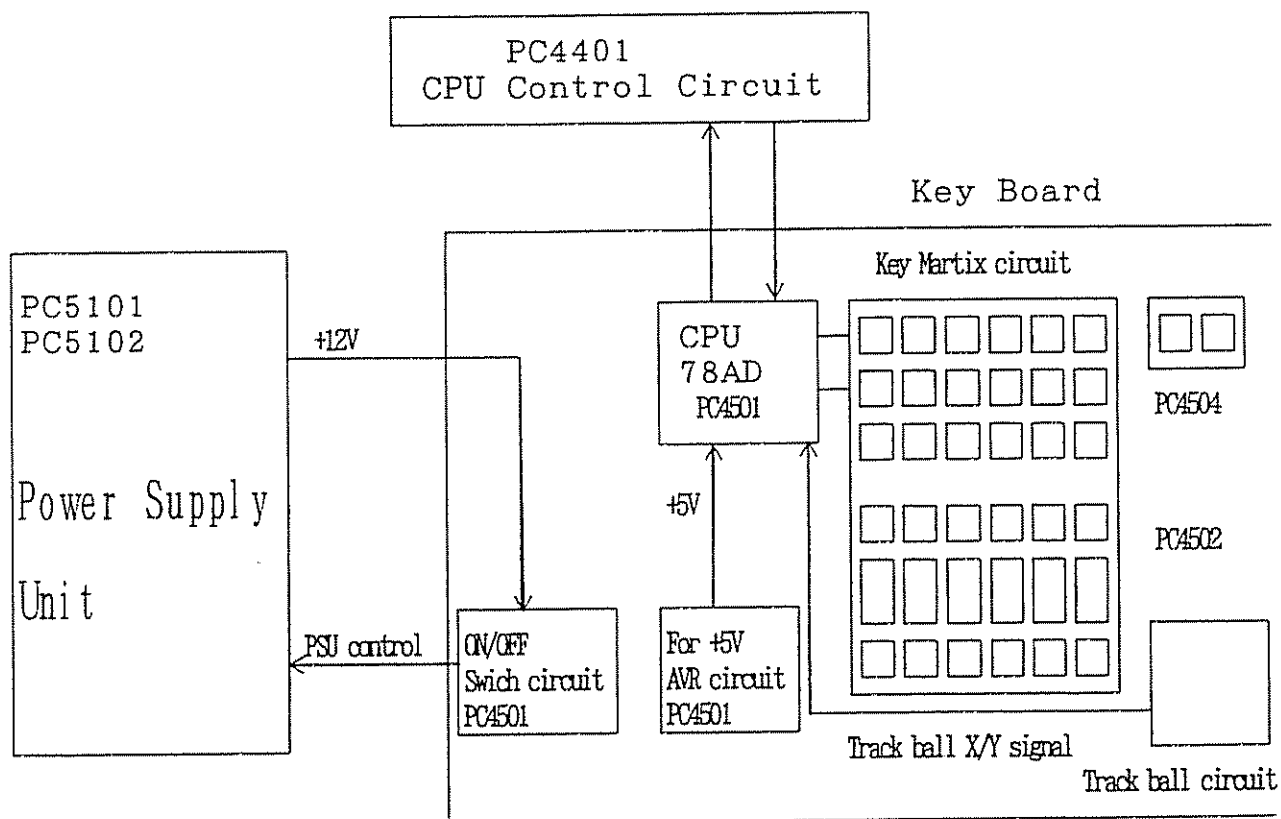 PC4401
CPU Control Circuit
Key Board
Key Martix circuit
PC5101
PC5102
+12V
CPU
78AD
PC4501
PC4504
+5V
Power Supply
Unit
PC4502
PSU control
ON/OFF
Swich circuit
PC4501
For +5V
AVR circuit
PC4501
Track ball X/Y signal
Track ball circuit